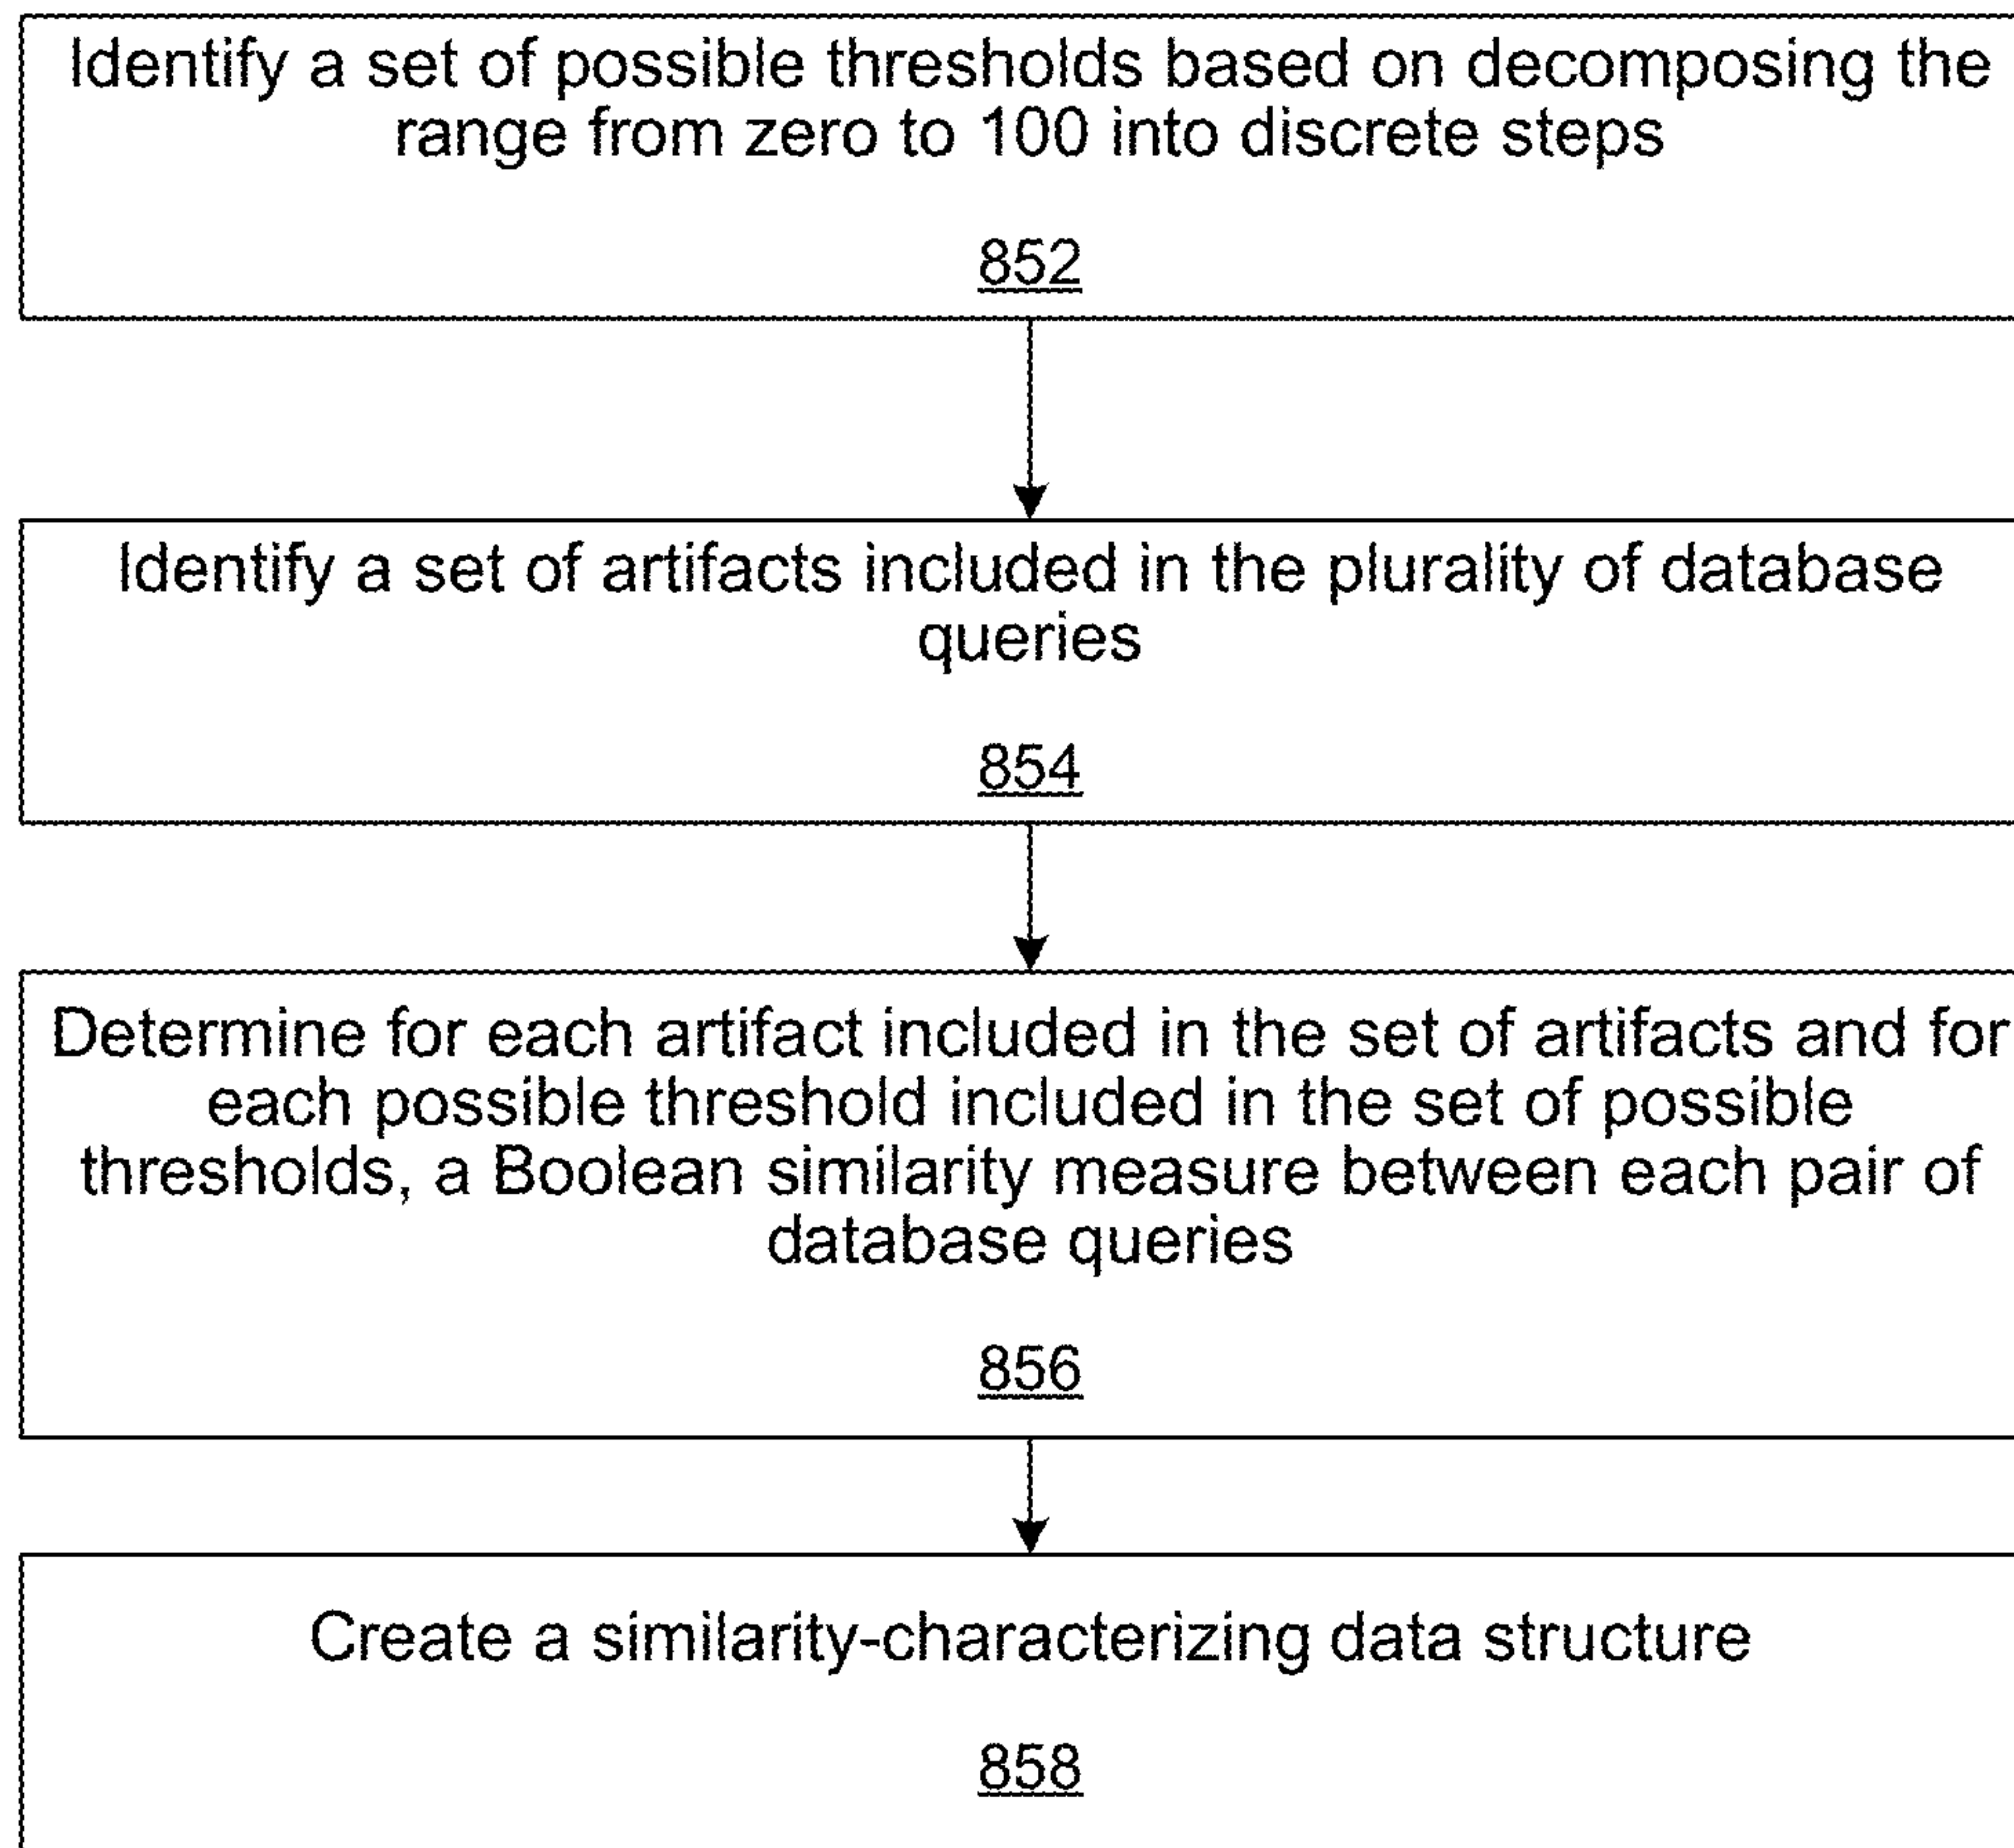 Identify a set of possible thresholds based on decomposing the
range from zero to 100 into discrete steps
852
Identify a set of artifacts included in the plurality of database
queries
854
Determine for each artifact included in the set of artifacts and for
each possible threshold included in the set of possible
thresholds, a Boolean similarity measure between each pair of
database queries
856
Create a similarity-characterizing data structure
858